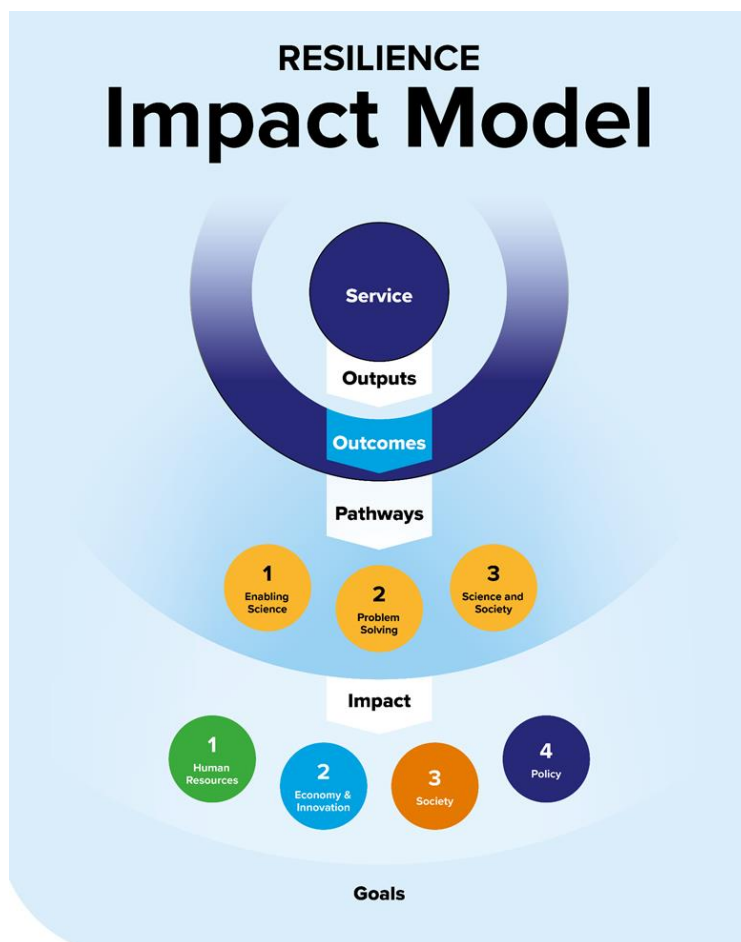 RESILIENCE
Impact Model
Service
Outputs
Outcomes
Pathways
1
Enabling
Science
2
Problem
Solving
3
Science and
Society
Impact
1
Human
Resources
2
Economy &
Innovation
3
Society
4
Policy
Goals